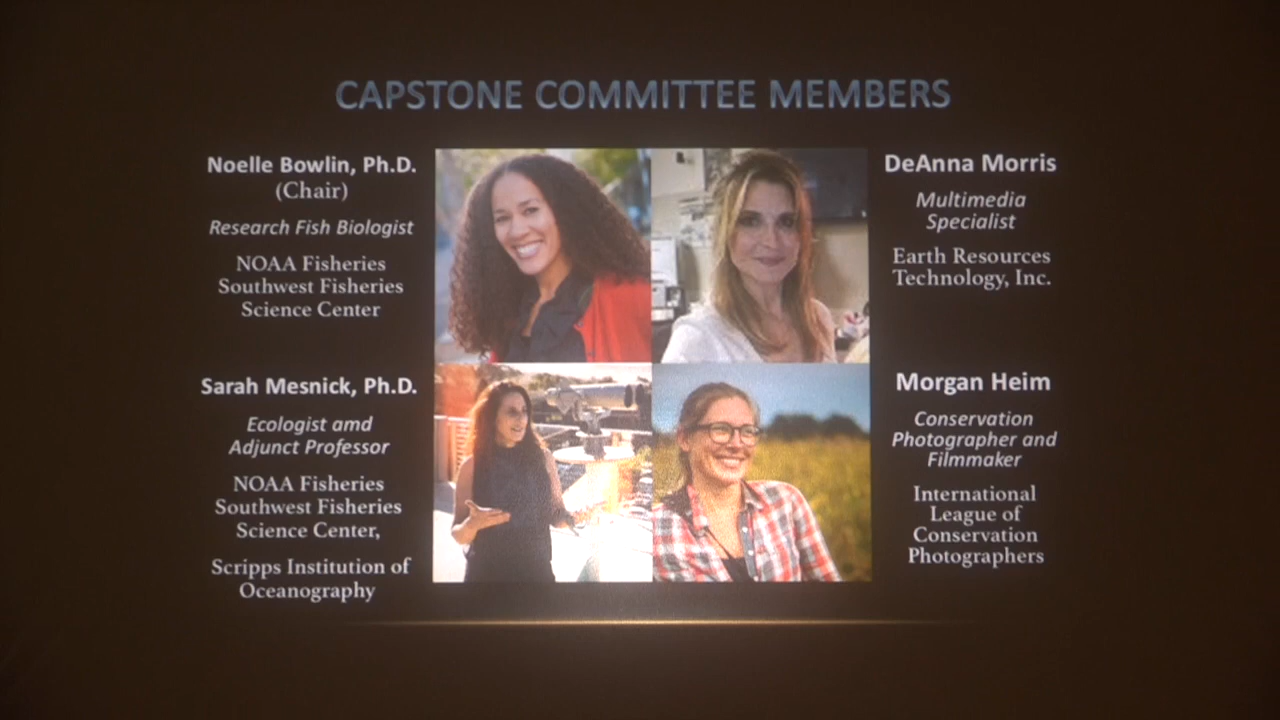 CAPSTONE COMMITTEE MEMBERS
Noelle Bowlin, Ph.D.
(Chair)
Research Fish Biologist
NOAA Fisheries
Southwest Fisheries
Science Center
DeAnna Morris
Multimedia
Specialist
Earth Resources
Technology, Inc.
Sarah Mesnick, Ph.D.
Ecologist amd
Adjunct Professor
NOAA Fisheries
Southwest Fisheries
Science Center,
Scripps Institution of
Oceanography
Morgan Heim
Conservation
Photographer and
Filmmaker
International
League of
Conservation
Photographers